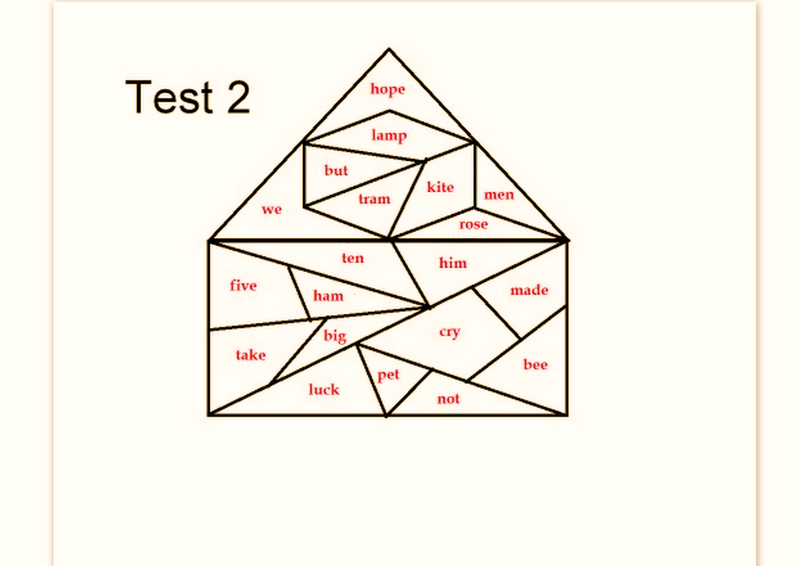 Test 2
hope
lamp
but
tram
kite
men
we
rose
ten
him
five
ham
made
big
cry
take
bee
pet
luck
not